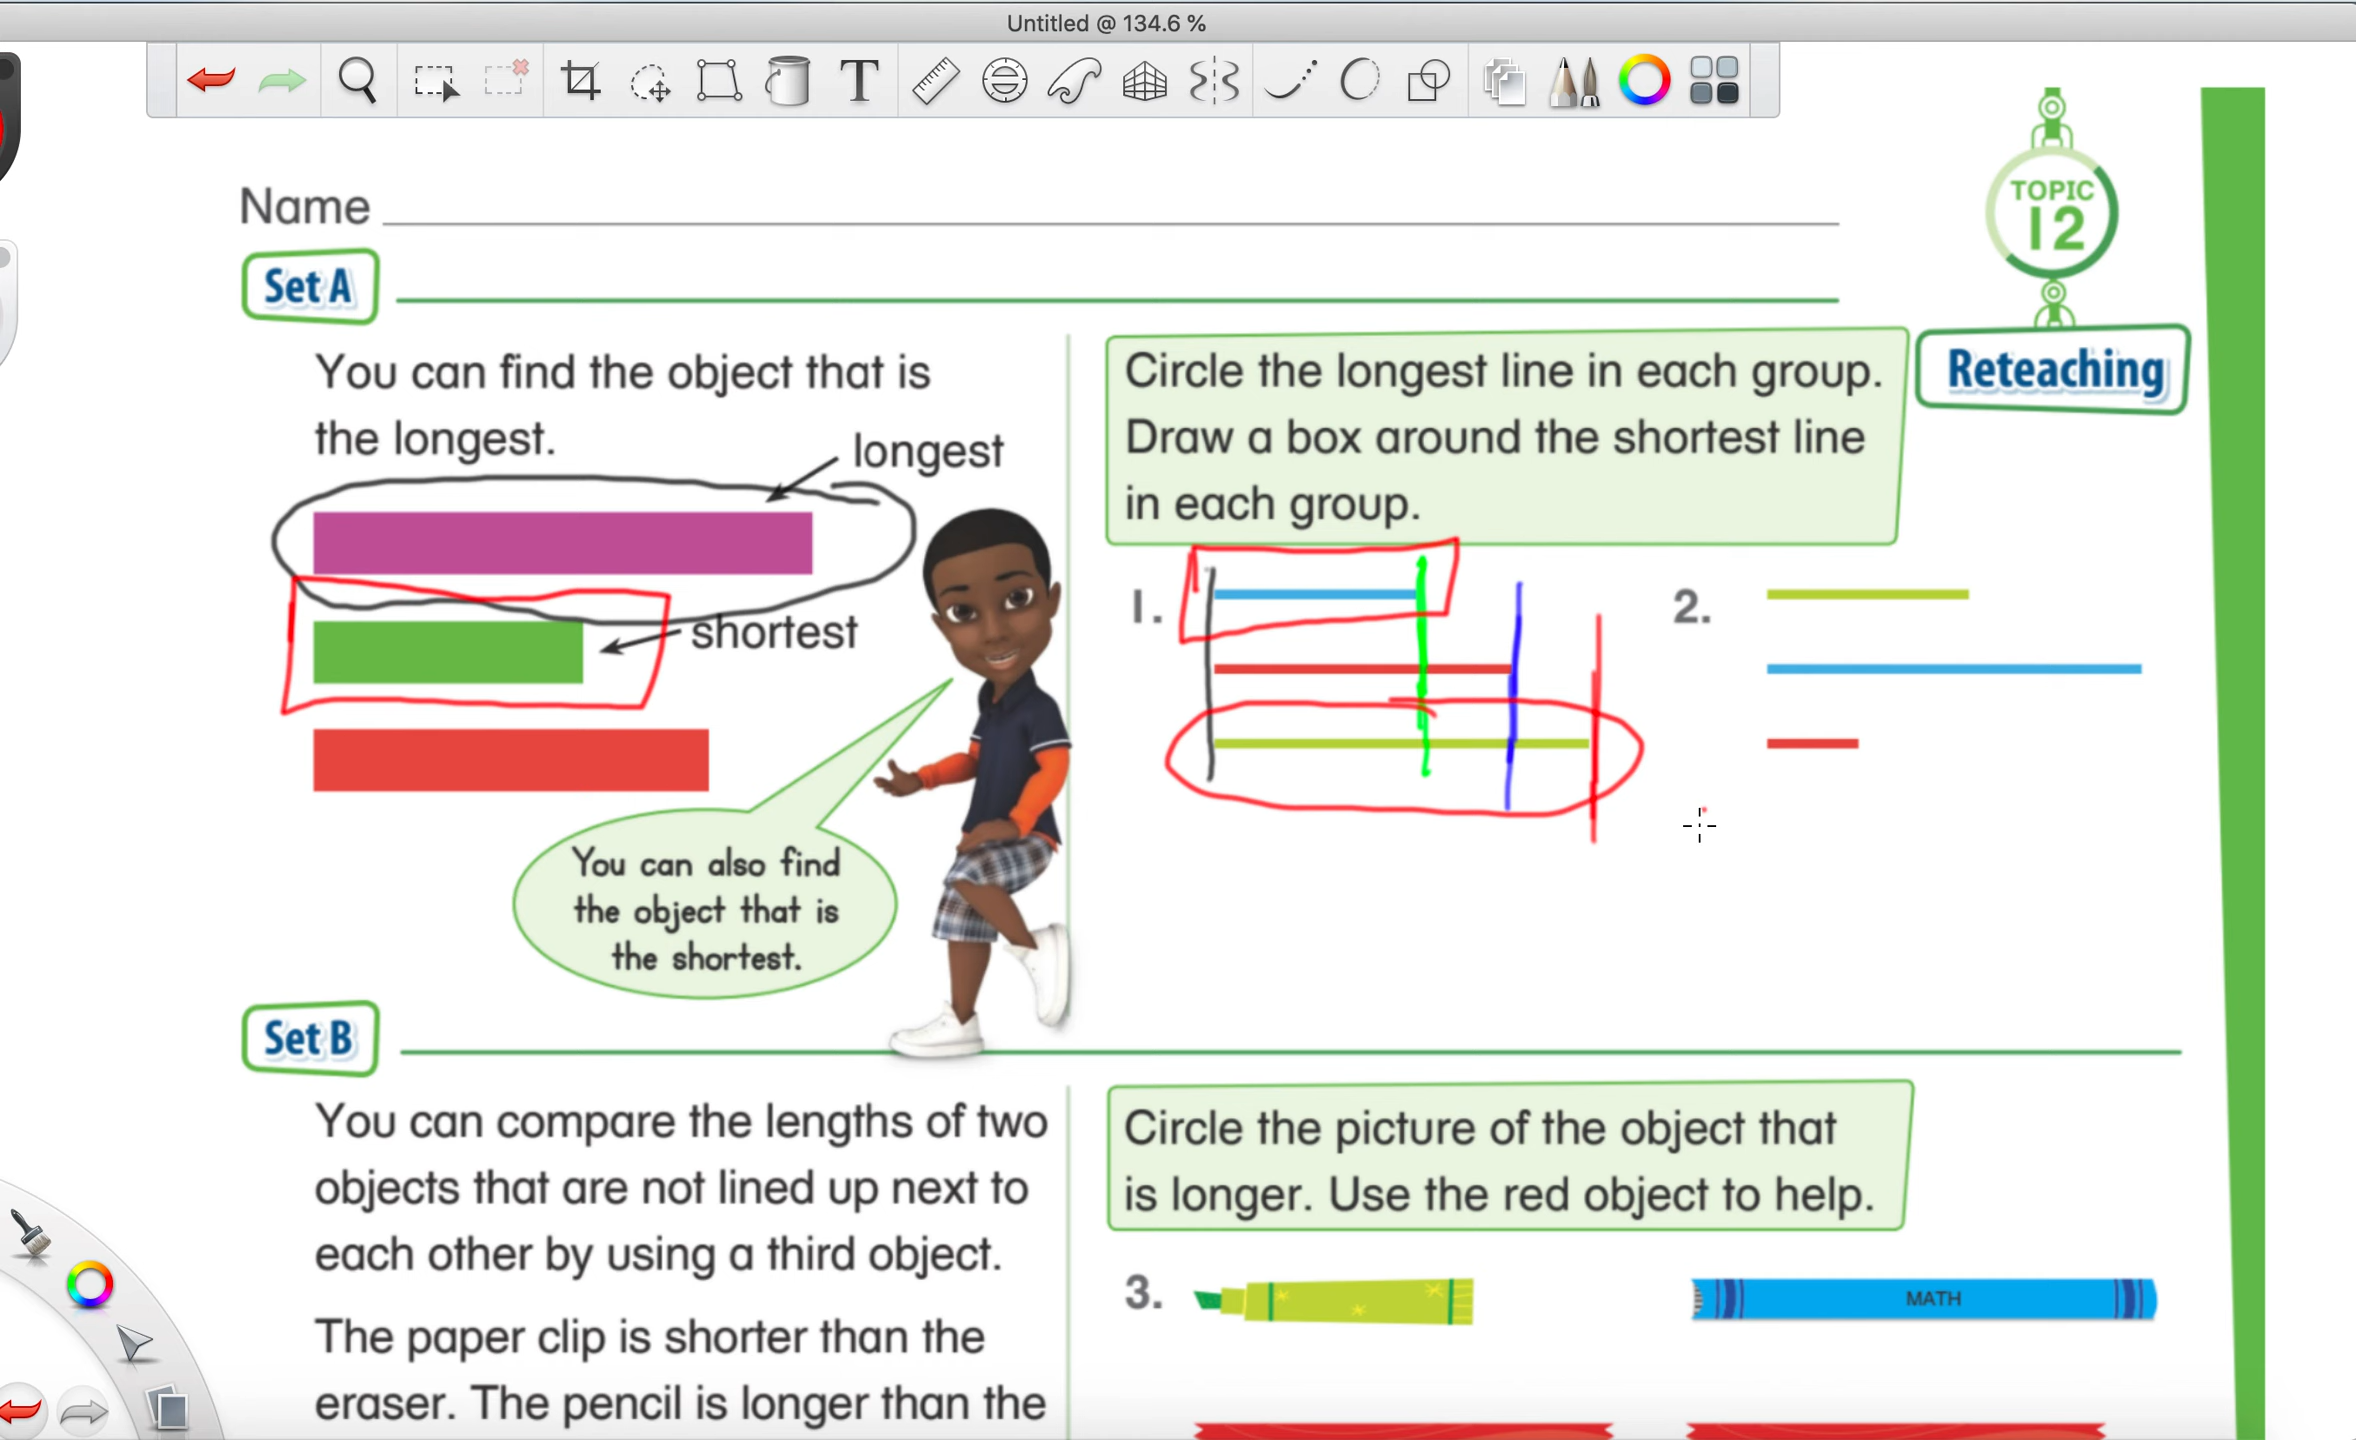 Untitled @ 134.6 %
T
Name
TOPIC
12
Set A
Reteaching
You can find the object that is
the longest.
longest
shortest
You can also find
the object that is
the shortest.
Circle the longest line in each group.
Draw a box around the shortest line
in each group.
1.
2.
Set B
You can compare the lengths of two
objects that are not lined up next to
each other by using a third object.
The paper clip is shorter than the
eraser. The pencil is longer than the
Circle the picture of the object that
is longer. Use the red object to help.
3.
MATH